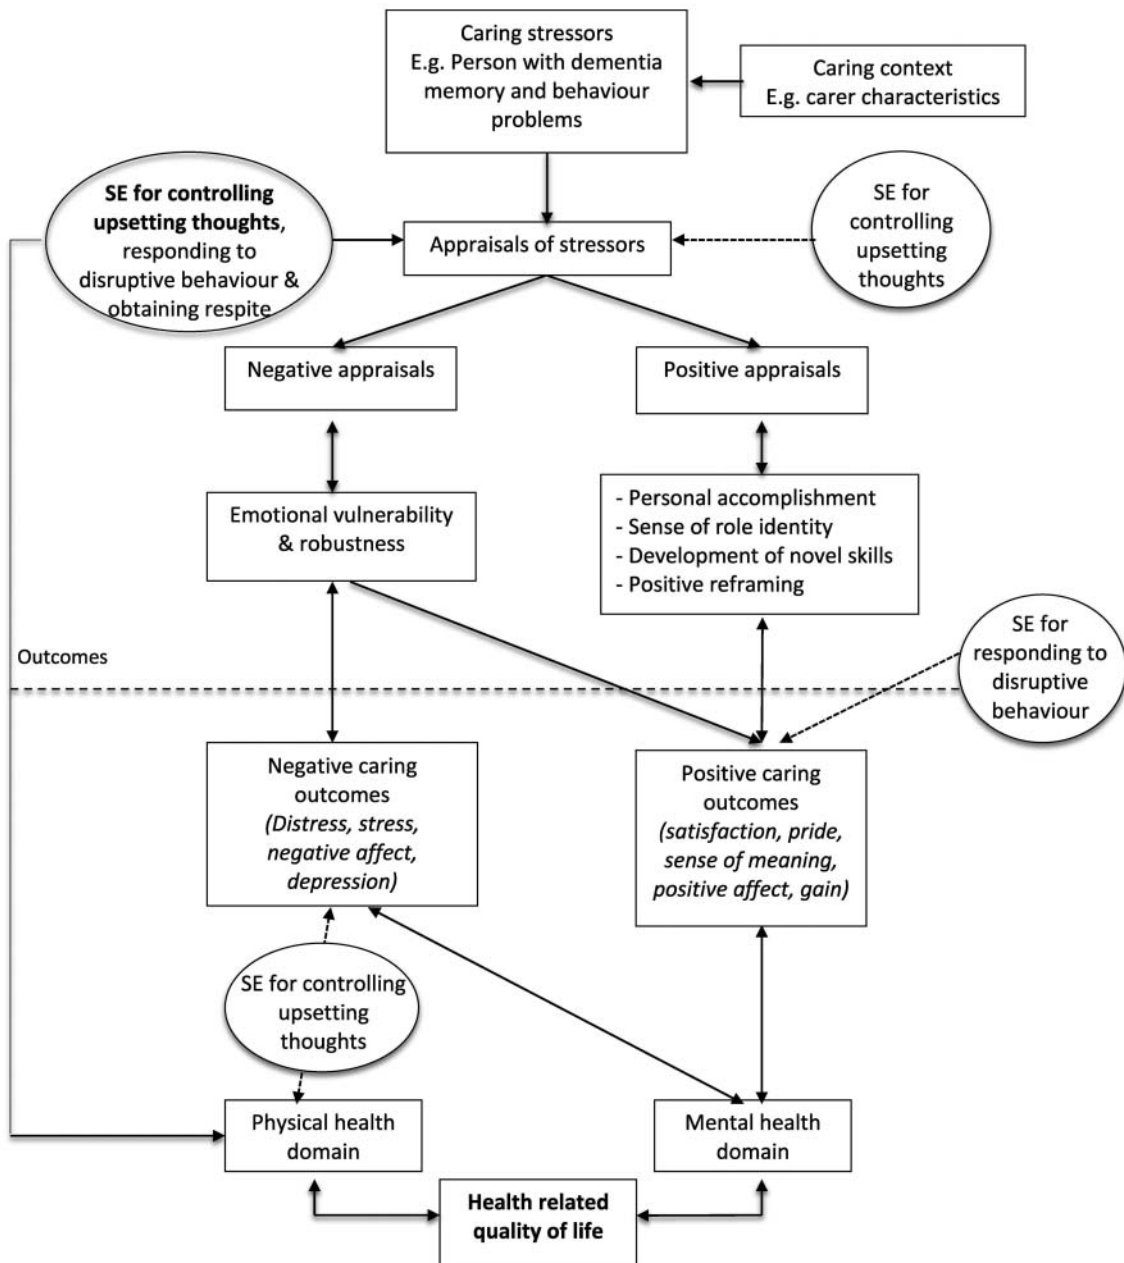 Caring stressors
E.g. Person with dementia
memory and behaviour
problems
Caring context
E.g. carer characteristics
SE for controlling
upsetting thoughts,
responding to
disruptive behaviour &
obtaining respite
Appraisals of stressors
SE for
controlling
upsetting
thoughts
Negative appraisals
Positive appraisals
Emotional vulnerability
& robustness
- Personal accomplishment
- Sense of role identity
- Development of novel skills
- Positive reframing
SE for
responding to
disruptive
behaviour
Outcomes
Negative caring
outcomes
(Distress, stress,
negative affect,
depression)
Positive caring
outcomes
(satisfaction, pride,
sense of meaning,
positive affect, gain)
SE for controlling
upsetting
thoughts
Physical health
domain
Mental health
domain
Health related
quality of life